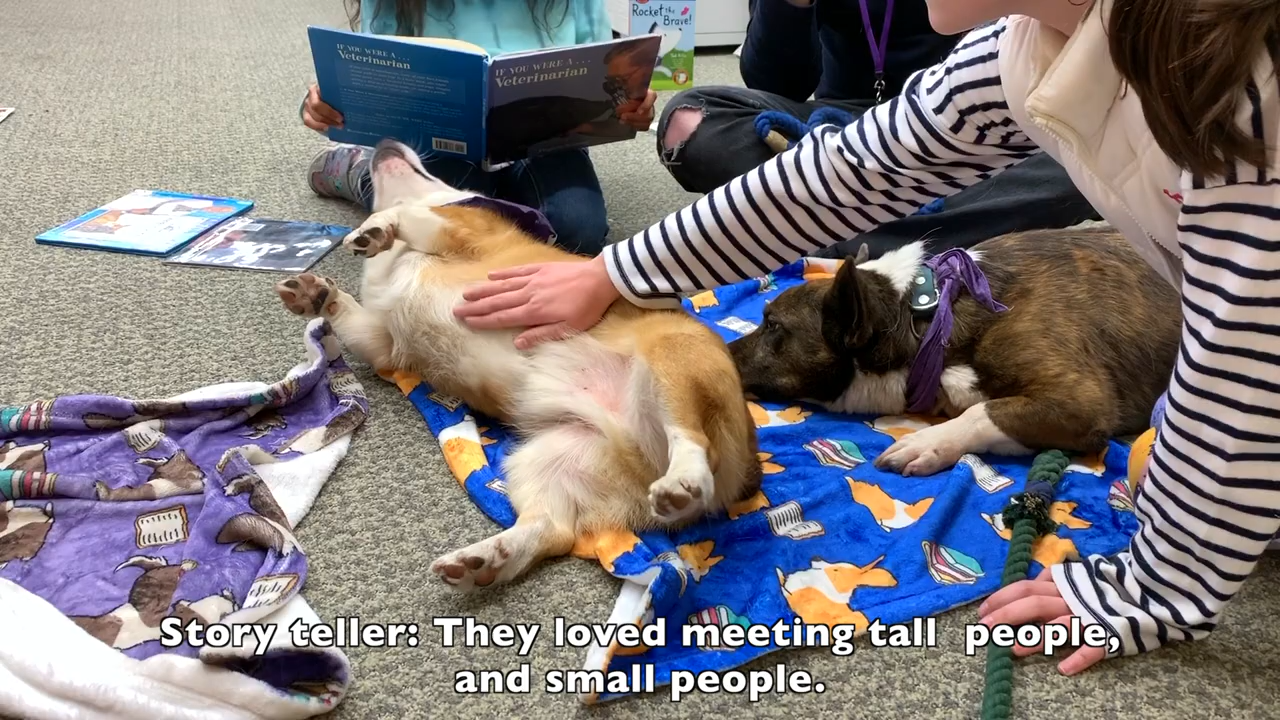 Rocket the
Brave!
IF YOU WERE A...
Veterinarian
IF YOU WERE A...
Veterinarian
Story teller: They loved meeting tall people,
and small people.